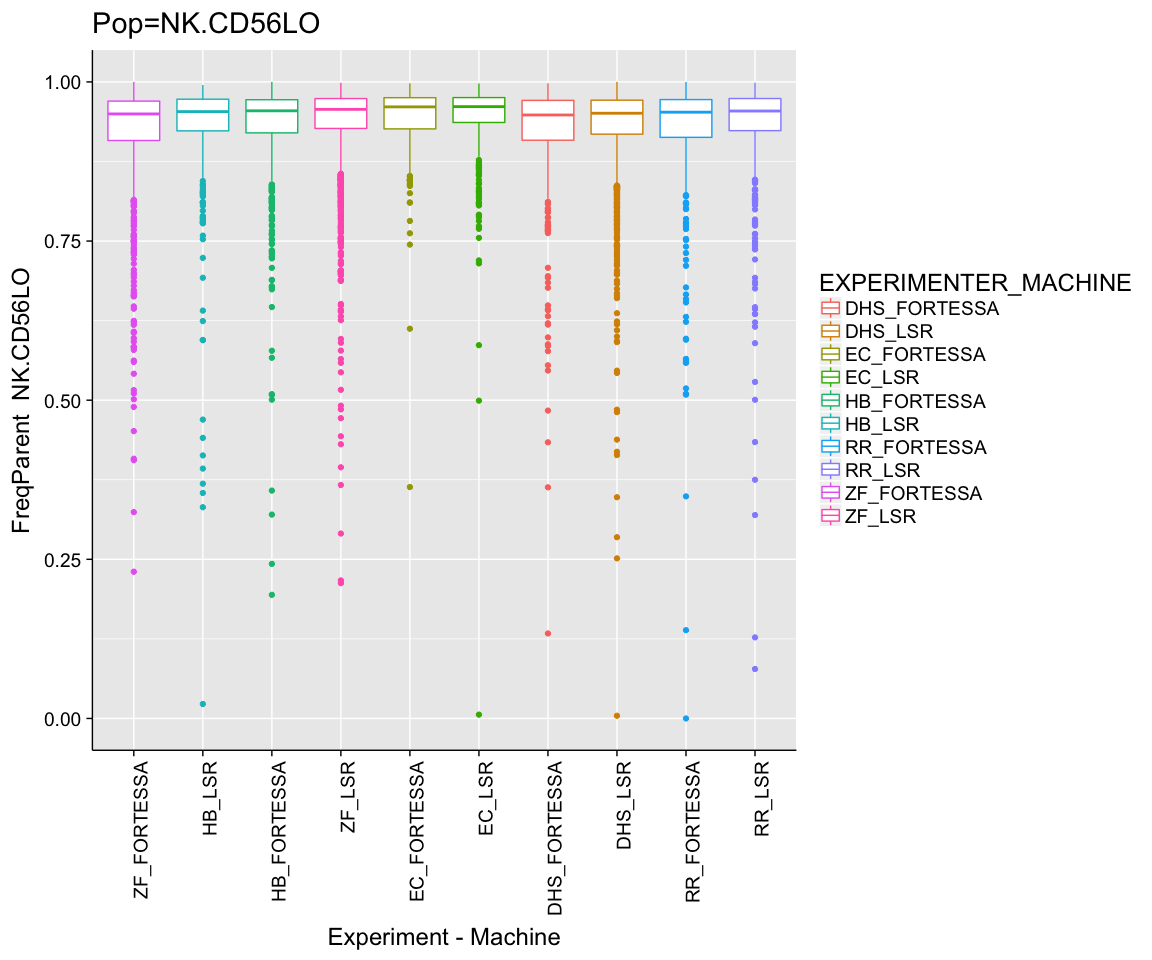 Pop=NK.CD56LO
FreqParent NK.CD56LO
1.00
0.75
0.50
0.25
0.00
ZF_FORTESSA
HB_LSR
HB_FORTESSA
ZF_LSR
EC_FORTESSA
EC_LSR
DHS_FORTESSA
DHS_LSR
RR_FORTESSA
RR_LSR
Experiment - Machine
EXPERIMENTER_MACHINE
DHS_FORTESSA
DHS_LSR
EC_FORTESSA
EC_LSR
HB_FORTESSA
HB_LSR
RR_FORTESSA
RR_LSR
ZF_FORTESSA
ZF_LSR